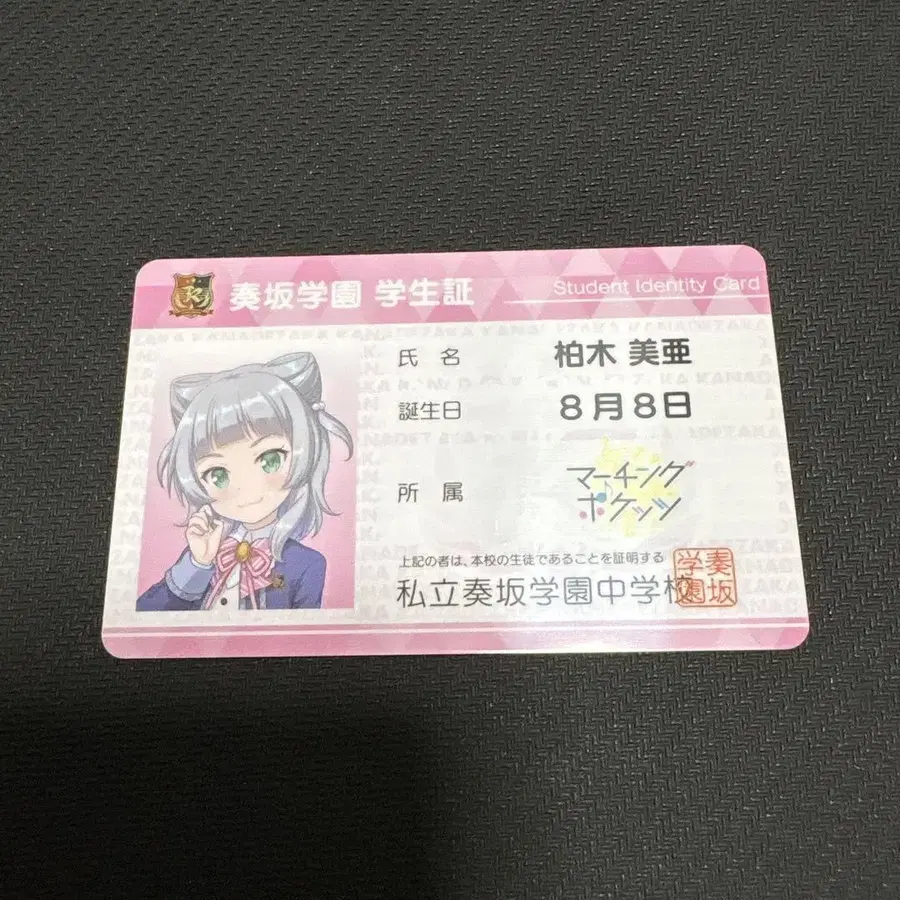 奏坂学園 学生証
Student Identity Card
氏 名 柏木 美亜
誕生日 8月8日
所 属 マーチングポケッツ
上記の者は、本校の生徒であることを証明する
私立奏坂学園中学校
奏坂学園